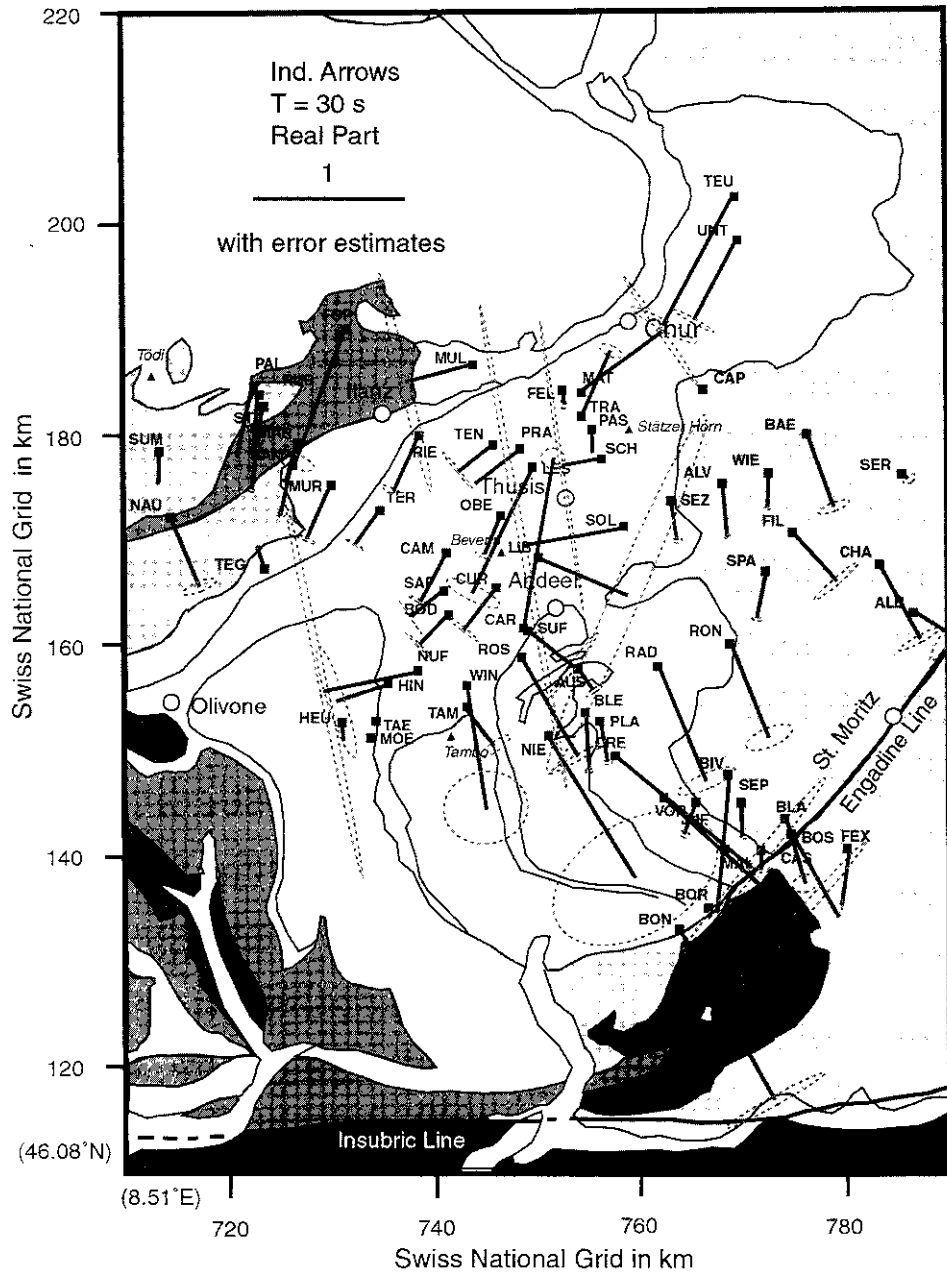 220
Ind. Arrows
T = 30 s
Real Part
1
with error estimates
TEU
UNT
200
Chur
Tödi
PAL
MUL
Ilanz
FEL
MAT
CAP
TRA
PAS
Stätzer Horn
BAE
180
SUM
TEN
PRA
RIE
LES
SCH
ALV
WIE
SER
Thusis
NAU
MUR
TER
OBE
SEZ
FIL
SOL
Bever
LIB
CAM
TEG
CUR
Andeer
SPA
CHA
BOD
ALB
CAR
SUF
160
NUF
ROS
RAD
RON
Swiss National Grid in km
HIN
WIN
AUS
Olivone
HEU
TAE
MOE
TAM
Tambo
BLE
PLA
NIE
St. Moritz
Engadine Line
BIV
SEP
BLA
BOS
FEX
CAS
140
BOR
BON
120
Insubric Line
(46.08°N)
(8.51°E)
720
740
760
780
Swiss National Grid in km